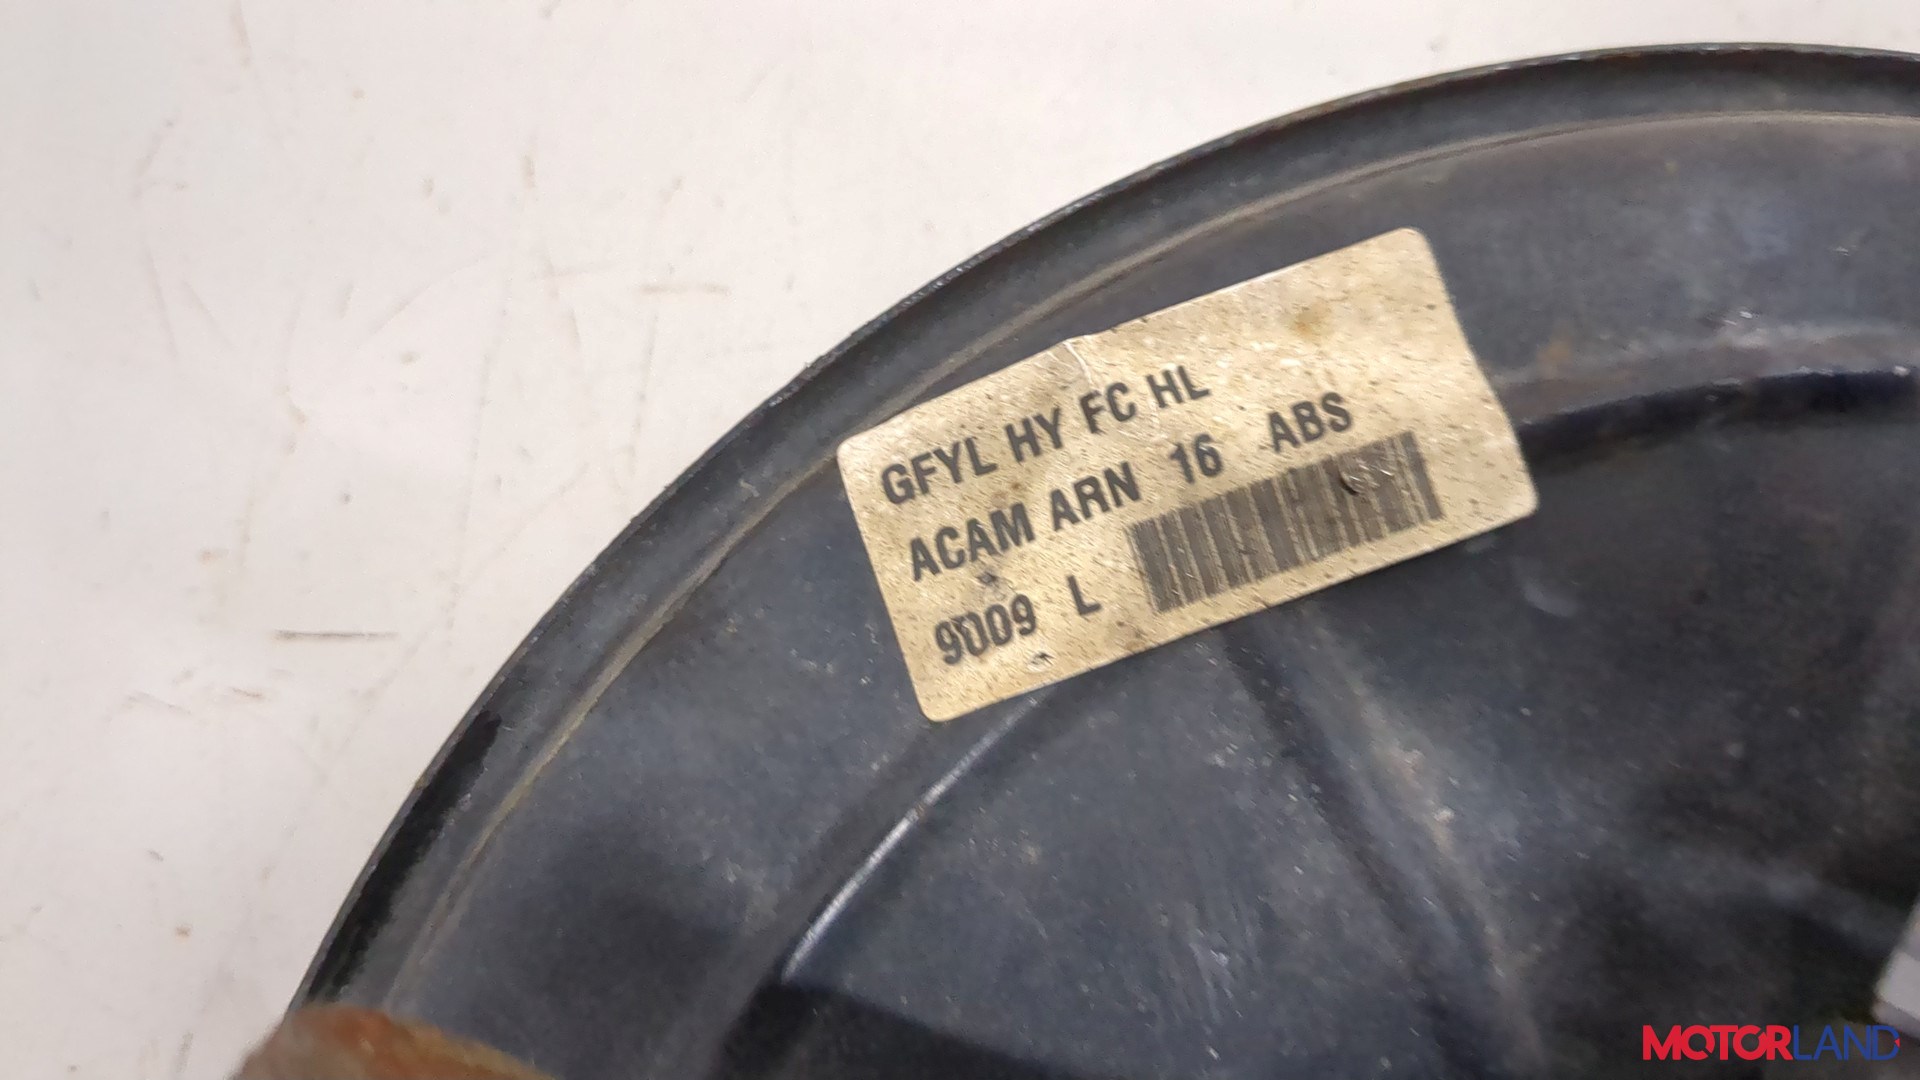 GFYL HY FC HL
ACAM ARN 16 ABS
9009 L
MOTORLAND